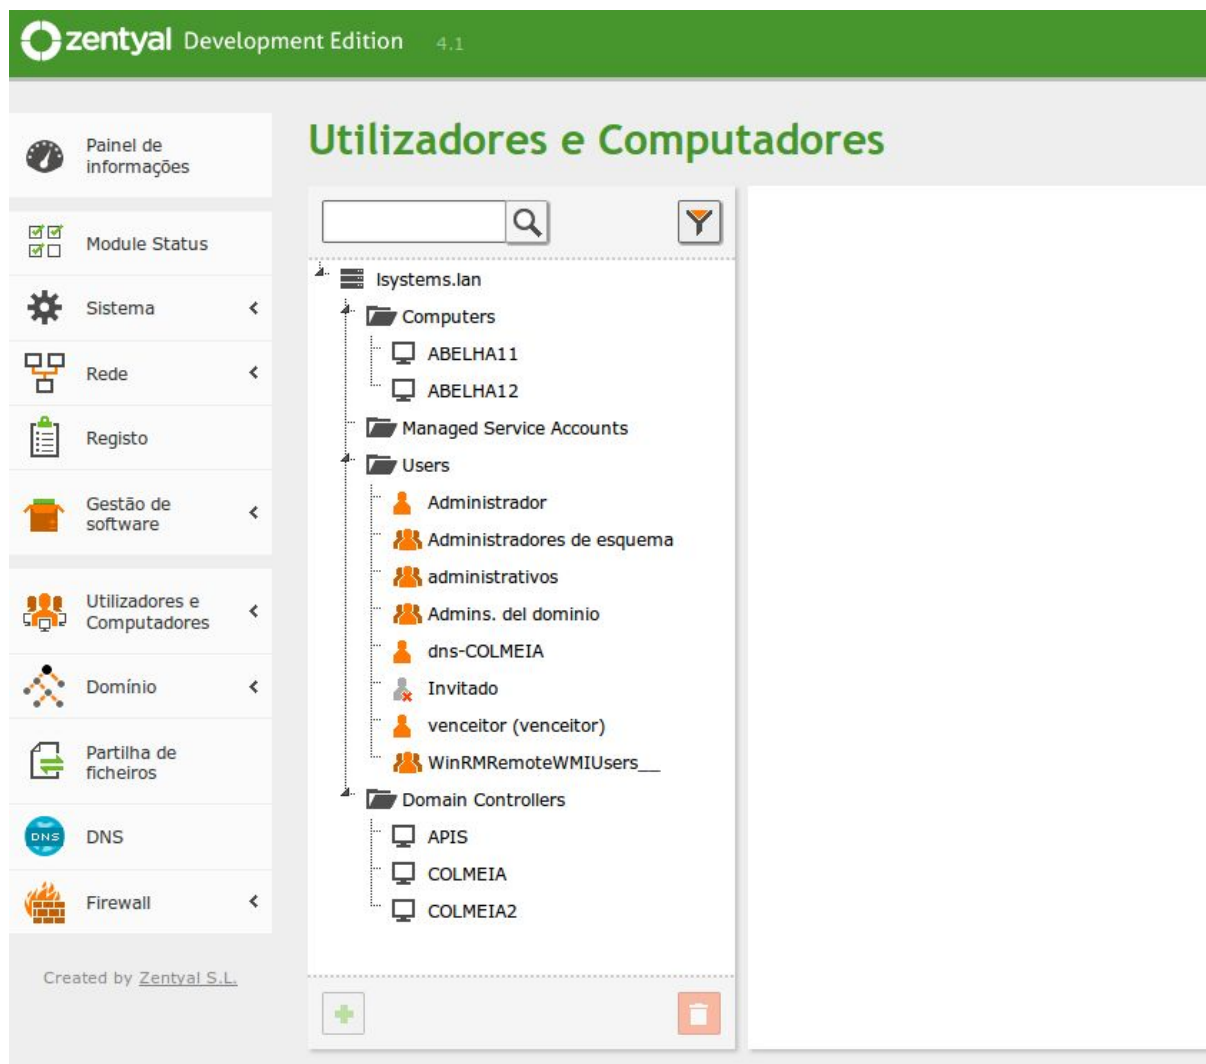 zentyal Development Edition 4.1
Painel de
informações
Module Status
Sistema
Rede
Registo
Gestão de
software
Utilizadores e
Computadores
Domínio
Partilha de
ficheiros
DNS
DNS
Firewall
Created by Zentyal S.L.
Utilizadores e Computadores
lsystems.lan
Computers
ABELHA11
ABELHA12
Managed Service Accounts
Users
Administrador
Administradores de esquema
administrativos
Admins. del dominio
dns-COLMEIA
Invitado
venceitor (venceitor)
WinRMRemoteWMIUsers__
Domain Controllers
APIS
COLMEIA
COLMEIA2